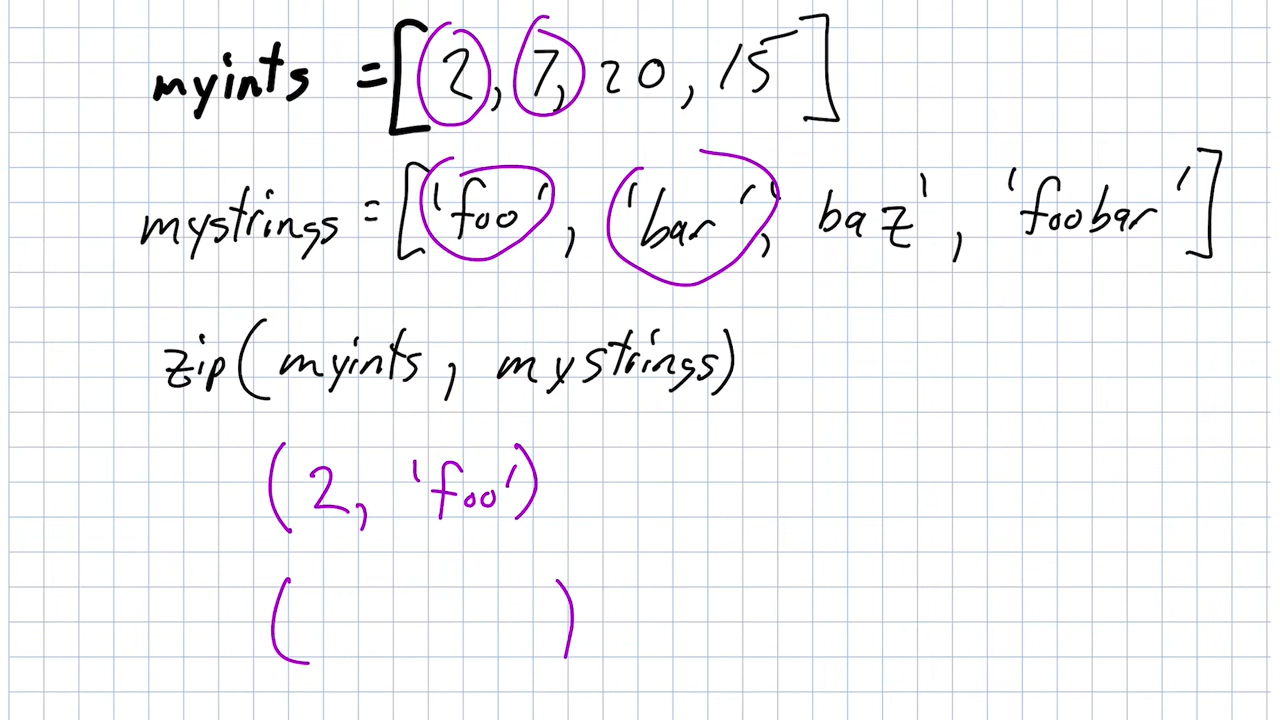 myints = [2, 7, 20, 15]
mystrings = ['foo', 'bar', baz', 'foobar']
zip(myints, mystrings)
(2, 'foo')
( )